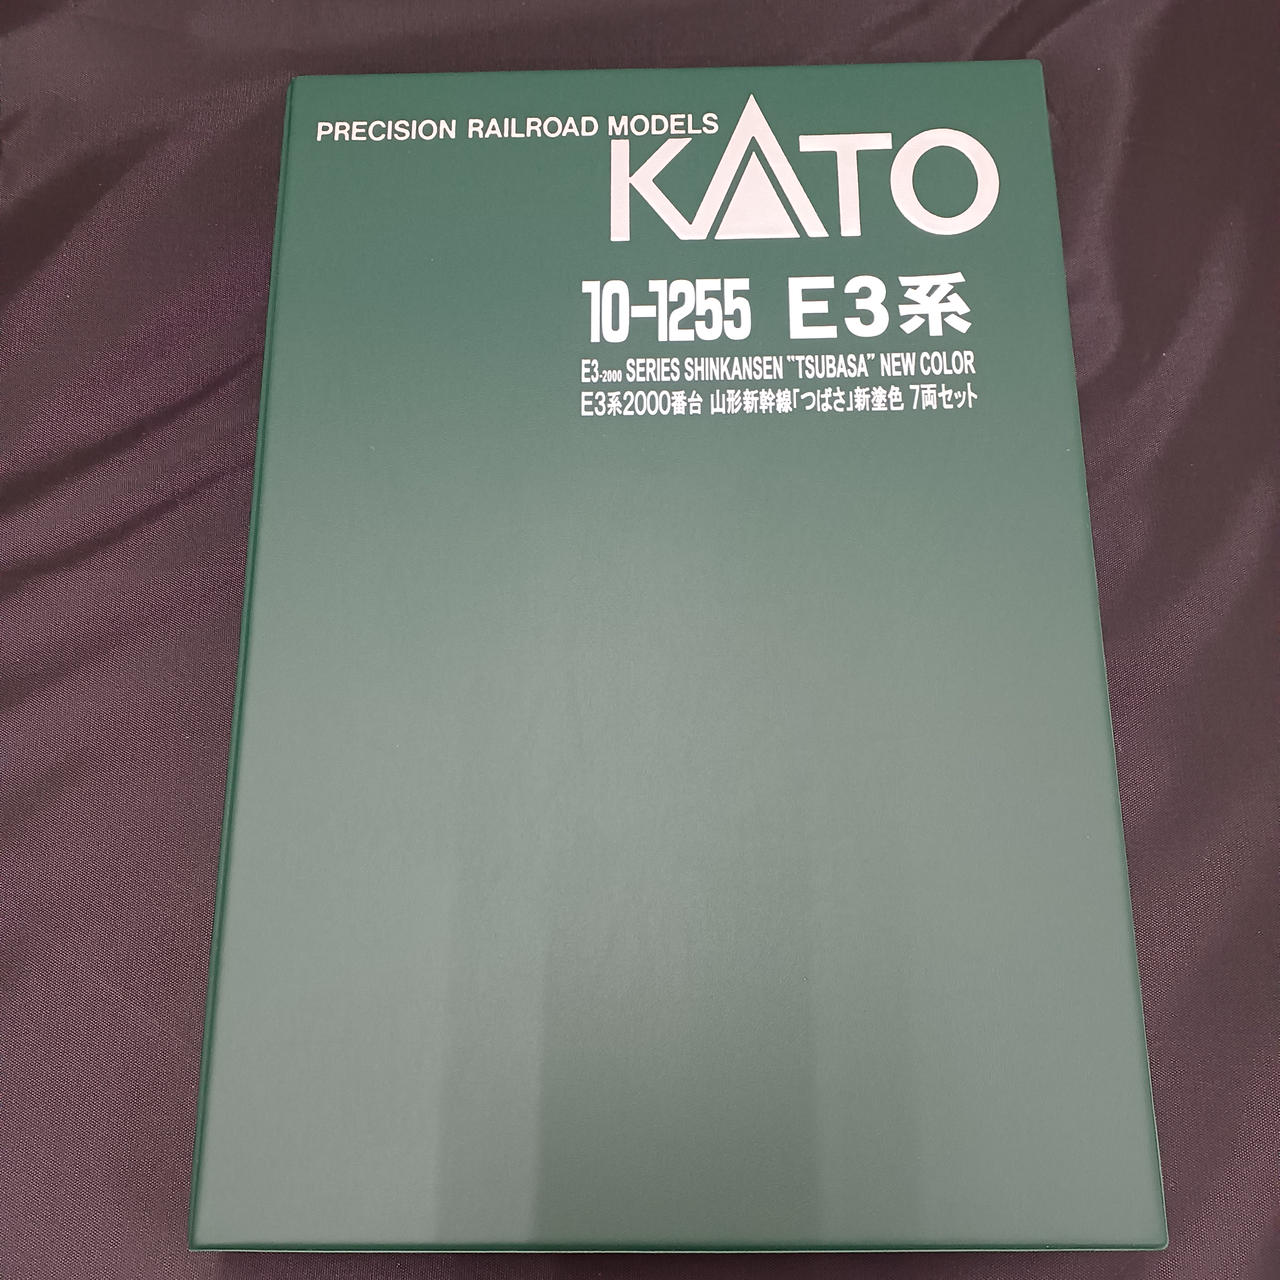 PRECISION RAILROAD MODELS
KATO
10-1255 E3系
E3-2000 SERIES SHINKANSEN "TSUBASA" NEW COLOR
E3系2000番台 山形新幹線「つばさ」新塗色 7両セット